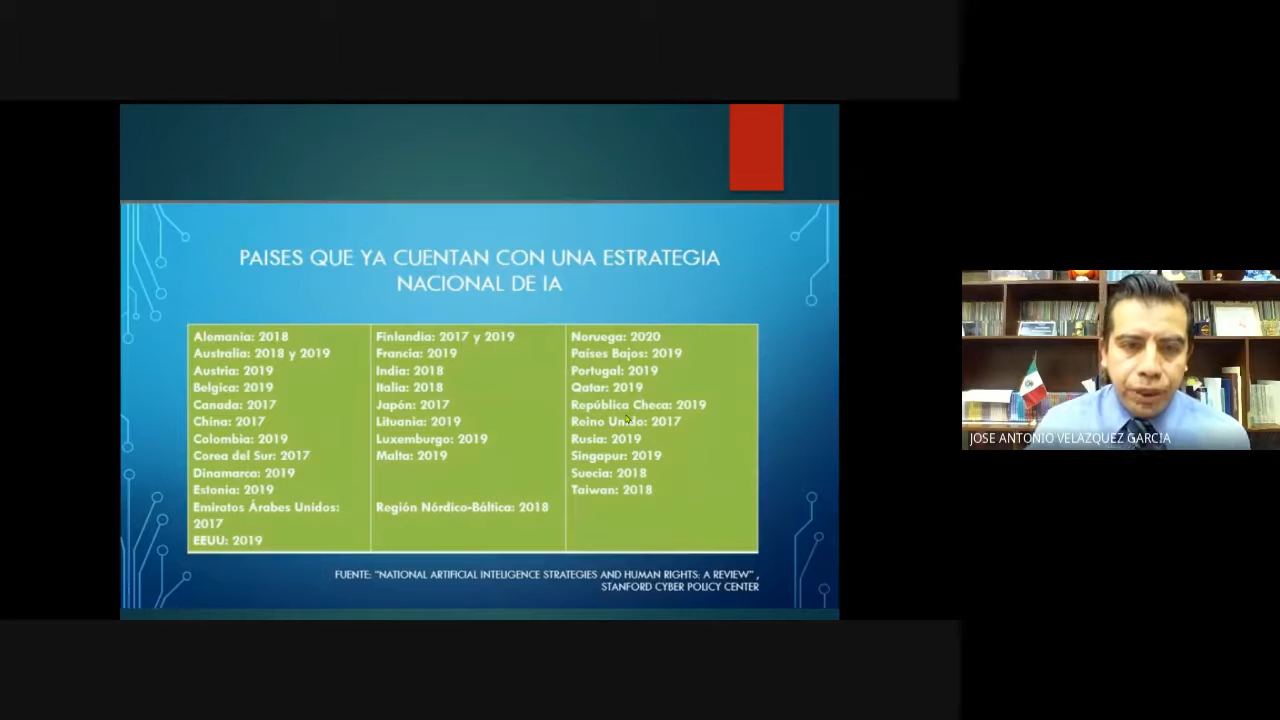 PAISES QUE YA CUENTAN CON UNA ESTRATEGIA
NACIONAL DE IA
Alemania: 2018
Australia: 2018 y 2019
Austria: 2019
Belgica: 2019
Canada: 2017
China: 2017
Colombia: 2019
Corea del Sur: 2017
Dinamarca: 2019
Estonia: 2019
Emiratos Árabes Unidos:
2017
EEUU: 2019
Finlandia: 2017 y 2019
Francia: 2019
India: 2018
Italia: 2018
Japón: 2017
Lituania: 2019
Luxemburgo: 2019
Malta: 2019
Región Nórdico-Báltica: 2018
Noruega: 2020
Países Bajos: 2019
Portugal: 2019
Qatar: 2019
República Checa: 2019
Reino Unido: 2017
Rusia: 2019
Singapur: 2019
Suecia: 2018
Taiwan: 2018
FUENTE: "NATIONAL ARTIFICIAL INTELIGENCE STRATEGIES AND HUMAN RIGHTS: A REVIEW" ,
STANFORD CYBER POLICY CENTER
JOSE ANTONIO VELAZQUEZ GARCIA